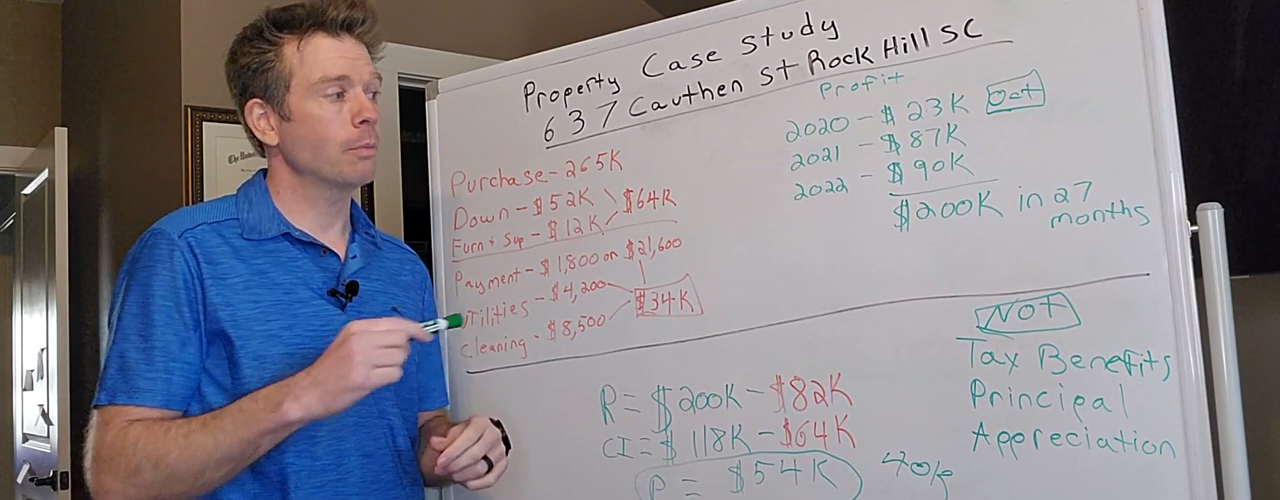 Property Case Study
637 Cauthen St Rock Hill SC
Purchase - 265K
Down - $52K
Furn + Sup - $12K
$64K
Payment - $1,800 on $21,600
Utilities - $4,200
Cleaning - $8,500
$34K
Profit
2020 - $23K Oct
2021 - $87K
2022 - $90K
$200K in 27
months
R = $200K - $82K
CI = $118K - $64K
P = $54K
40%
NOT
Tax Benefits
Principal
Appreciation